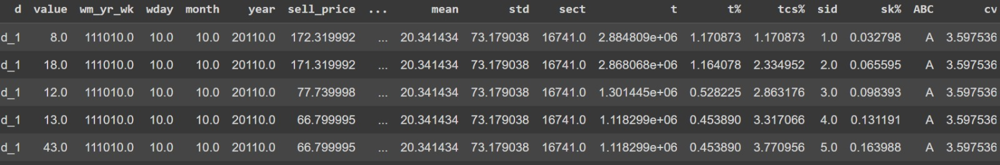 d value wm_yr_wk wday month year sell_price ... mean std sect t t% tcs% sid sk% ABC cv
d_1 8.0 111010.0 10.0 10.0 20110.0 172.319992 ... 20.341434 73.179038 16741.0 2.884809e+06 1.170873 1.170873 1.0 0.032798 A 3.597536
d_1 18.0 111010.0 10.0 10.0 20110.0 171.319992 ... 20.341434 73.179038 16741.0 2.868068e+06 1.164078 2.334952 2.0 0.065595 A 3.597536
d_1 12.0 111010.0 10.0 10.0 20110.0 77.739998 ... 20.341434 73.179038 16741.0 1.301445e+06 0.528225 2.863176 3.0 0.098393 A 3.597536
d_1 13.0 111010.0 10.0 10.0 20110.0 66.799995 ... 20.341434 73.179038 16741.0 1.118299e+06 0.453890 3.317066 4.0 0.131191 A 3.597536
d_1 43.0 111010.0 10.0 10.0 20110.0 66.799995 ... 20.341434 73.179038 16741.0 1.118299e+06 0.453890 3.770956 5.0 0.163988 A 3.597536